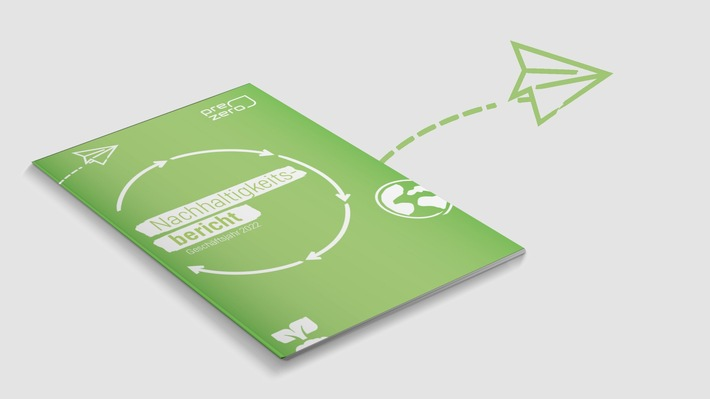 pre
zero
Nachhaltigkeits-
bericht
Geschäftsjahr 2022